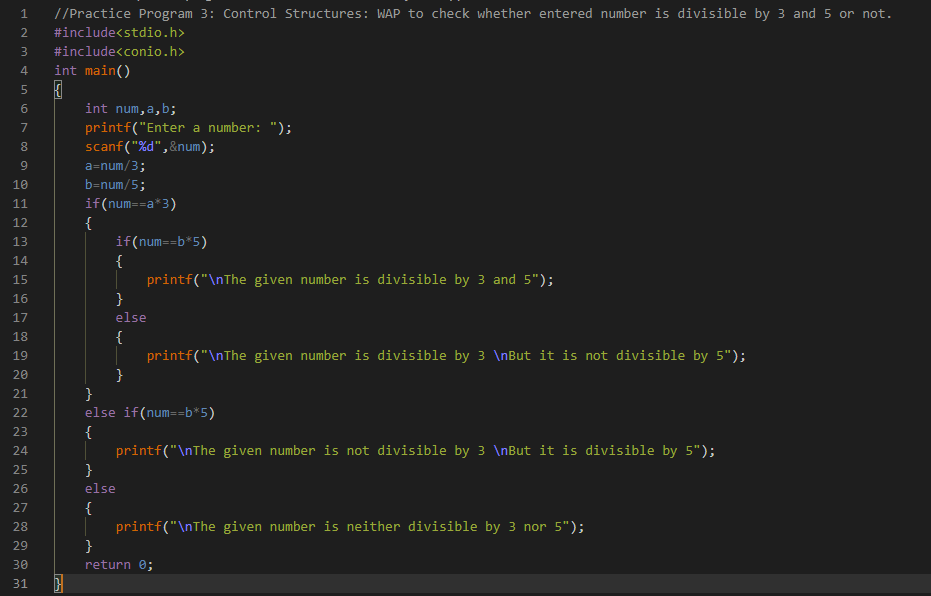 1 //Practice Program 3: Control Structures: WAP to check whether entered number is divisible by 3 and 5 or not.
2 #include<stdio.h>
3 #include<conio.h>
4 int main()
5 {
6     int num,a,b;
7     printf("Enter a number: ");
8     scanf("%d",&num);
9     a=num/3;
10     b=num/5;
11     if(num==a*3)
12     {
13         if(num==b*5)
14         {
15             printf("\nThe given number is divisible by 3 and 5");
16         }
17         else
18         {
19             printf("\nThe given number is divisible by 3 \nBut it is not divisible by 5");
20         }
21     }
22     else if(num==b*5)
23     {
24         printf("\nThe given number is not divisible by 3 \nBut it is divisible by 5");
25     }
26     else
27     {
28         printf("\nThe given number is neither divisible by 3 nor 5");
29     }
30     return 0;
31 }